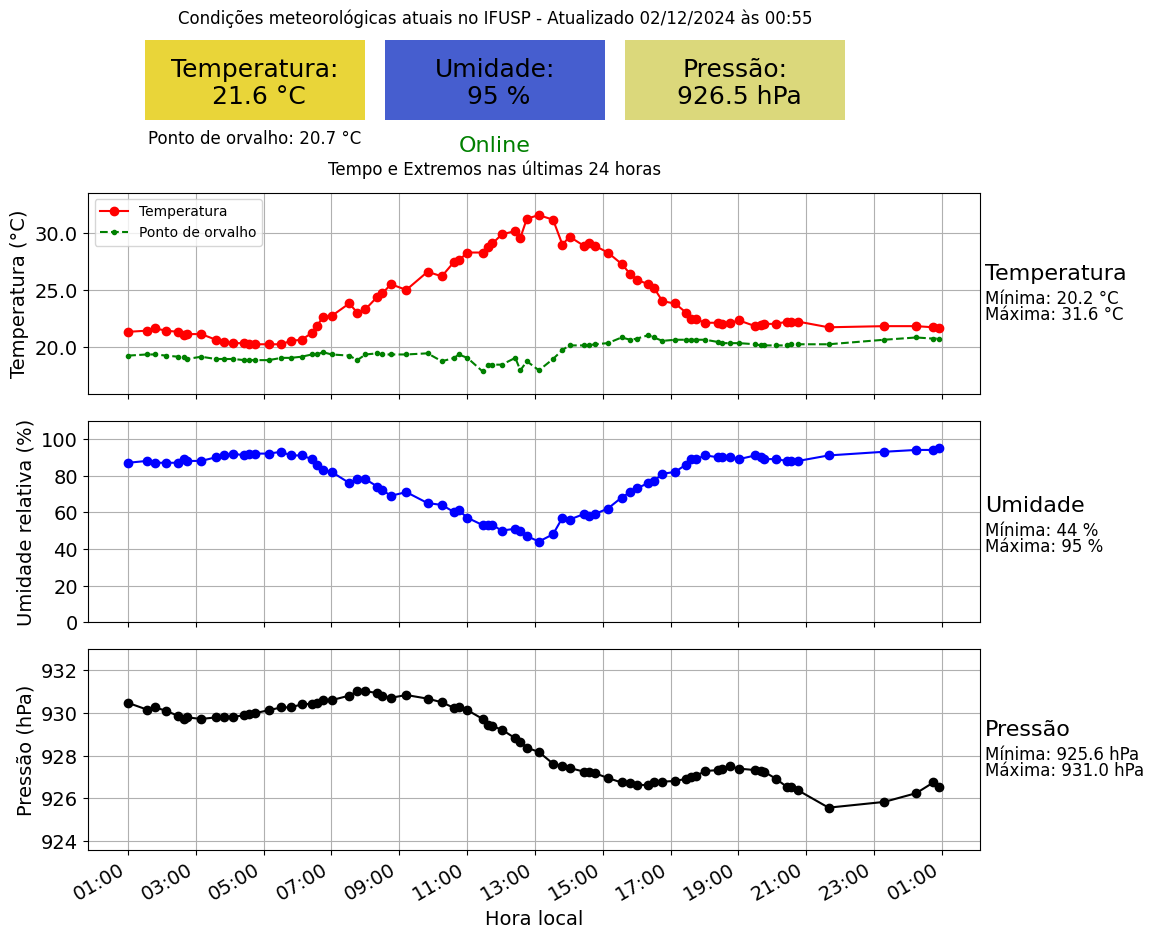 Condições meteorológicas atuais no IFUSP - Atualizado 02/12/2024 às 00:55
Temperatura:
21.6 °C
Umidade:
95 %
Pressão:
926.5 hPa
Ponto de orvalho: 20.7 °C
Online
Tempo e Extremos nas últimas 24 horas
Temperatura (°C)
30.0
25.0
20.0
Temperatura
Ponto de orvalho
Temperatura
Mínima: 20.2 °C
Máxima: 31.6 °C
Umidade relativa (%)
100
80
60
40
20
0
Umidade
Mínima: 44 %
Máxima: 95 %
Pressão (hPa)
932
930
928
926
924
Pressão
Mínima: 925.6 hPa
Máxima: 931.0 hPa
01:00 03:00 05:00 07:00 09:00 11:00 13:00 15:00 17:00 19:00 21:00 23:00 01:00
Hora local